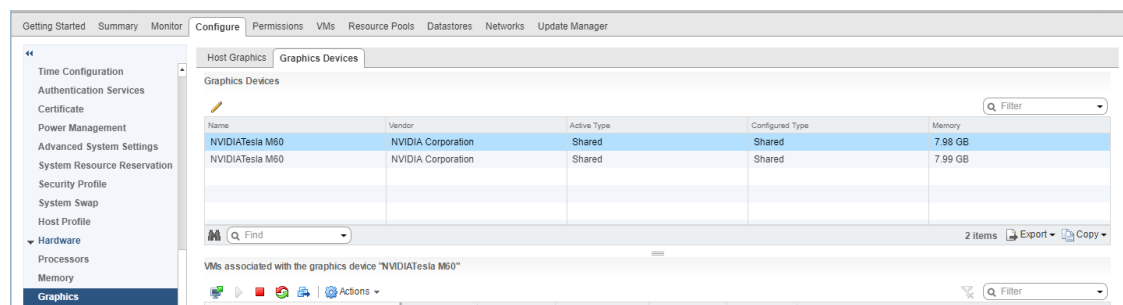 Getting Started Summary Monitor Configure Permissions VMs Resource Pools Datastores Networks Update Manager
Time Configuration
Authentication Services
Certificate
Power Management
Advanced System Settings
System Resource Reservation
Security Profile
System Swap
Host Profile
Hardware
Processors
Memory
Graphics
Host Graphics Graphics Devices
Graphics Devices
Filter
Name Vendor Active Type Configured Type Memory
NVIDIATesla M60 NVIDIA Corporation Shared Shared 7.98 GB
NVIDIATesla M60 NVIDIA Corporation Shared Shared 7.99 GB
Find 2 items Export Copy
VMs associated with the graphics device "NVIDIATesla M60"
Actions Filter